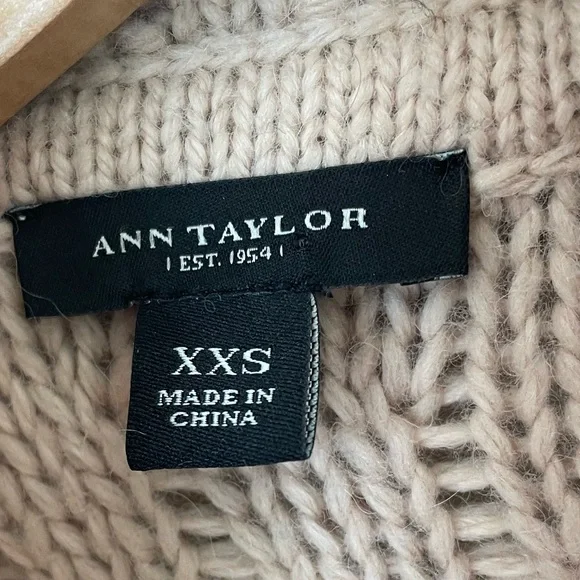 ANN TAYLOR
| EST. 1954 |
XXS
MADE IN
CHINA